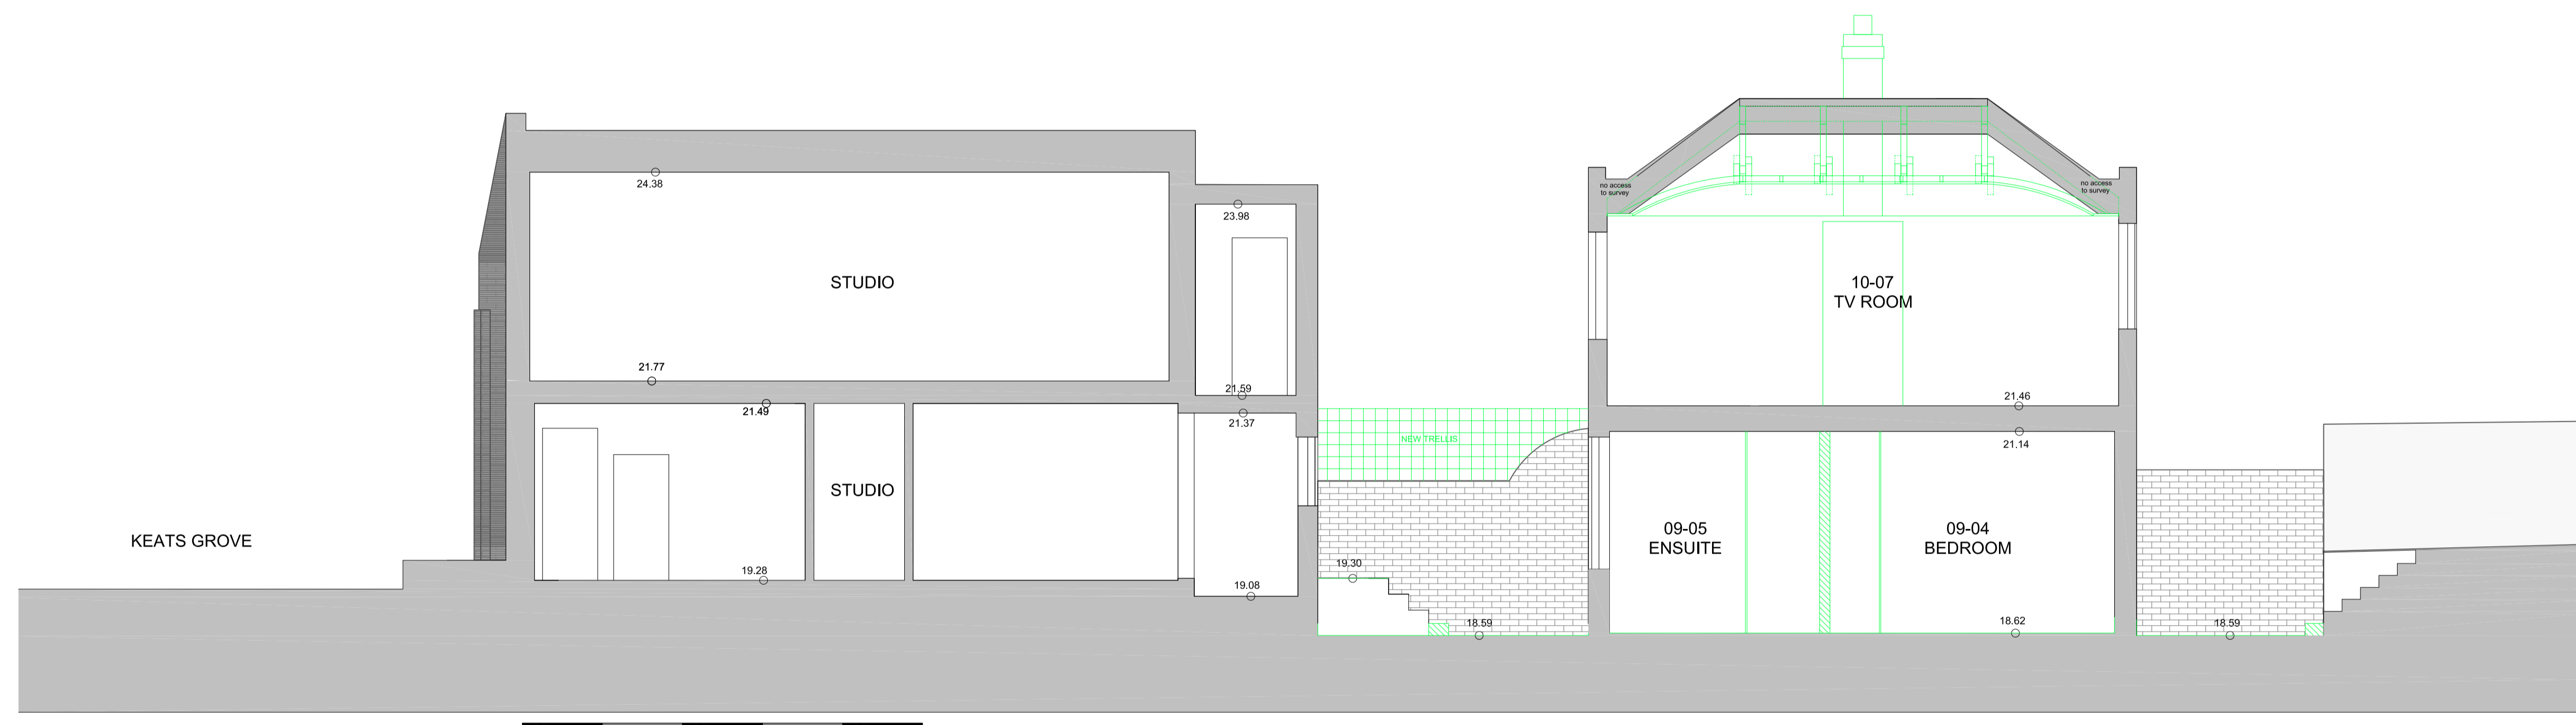 KEATS GROVE
24.38
STUDIO
21.77
21.49
STUDIO
19.28
23.98
21.59
21.37
19.08
NEW TRELLIS
19.30
18.59
no access
to survey
no access
to survey
10-07
TV ROOM
21.46
21.14
09-05
ENSUITE
09-04
BEDROOM
18.62
18.59